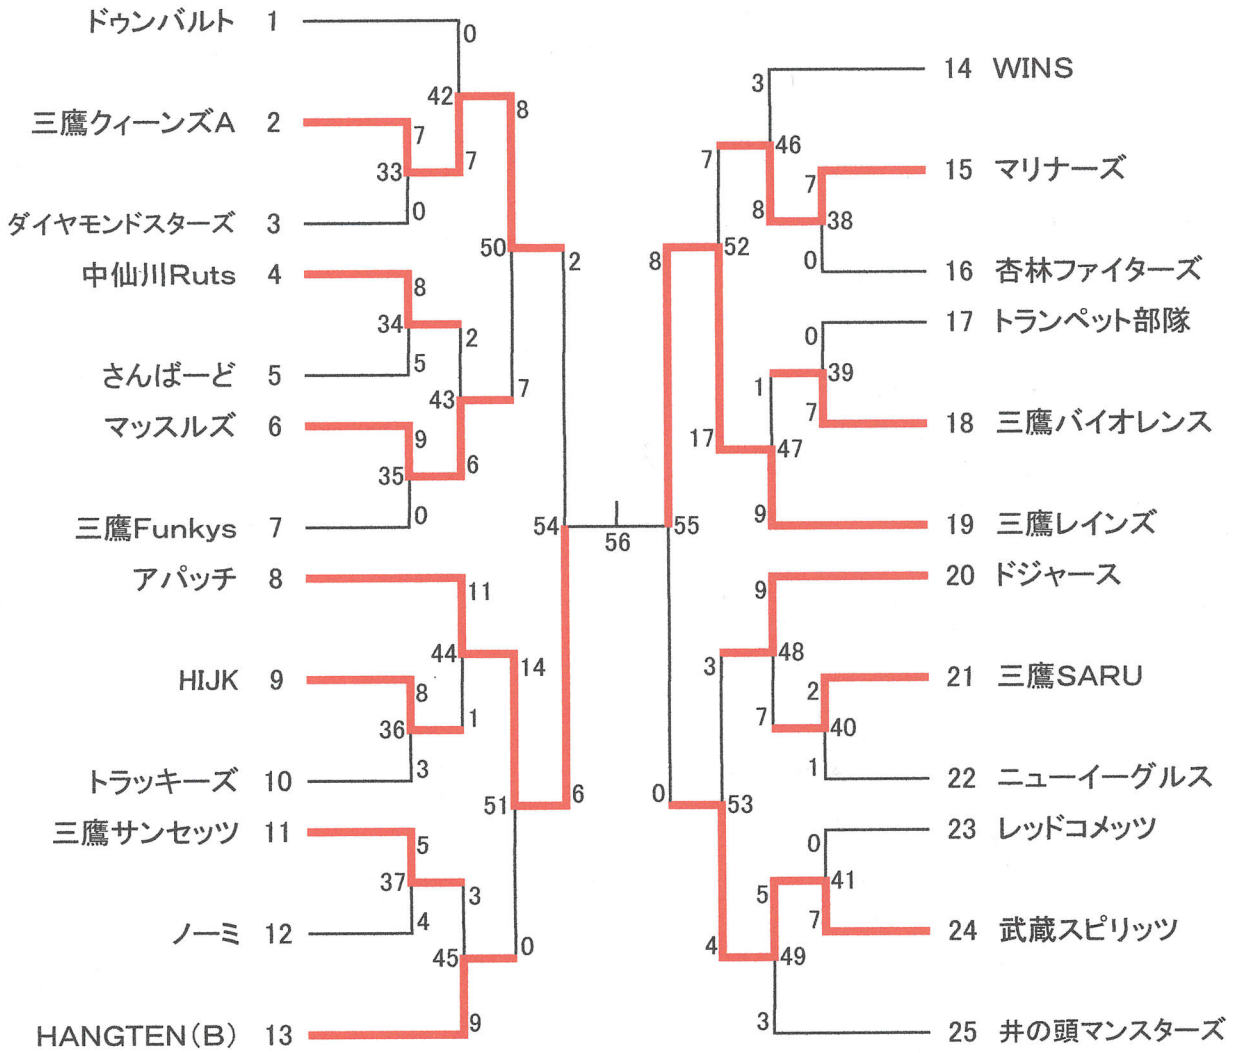 ドゥンバルト 1
0
42
8
三鷹クィーンズA 2
7
33
7
0
ダイヤモンドスターズ 3
50
2
中仙川Ruts 4
8
34
2
5
さんばーど 5
43
7
マッスルズ 6
9
35
6
0
三鷹Funkys 7
54
アパッチ 8
11
44
14
HIJK 9
8
36
1
3
トラッキーズ 10
51
6
三鷹サンセッツ 11
5
37
3
4
ノーミ 12
45
0
9
HANGTEN(B) 13
56
14 WINS
3
7
46
7
15 マリナーズ
8
38
0
16 杏林ファイターズ
8
52
17 トランペット部隊
0
39
1
7
18 三鷹バイオレンス
17
47
9
19 三鷹レインズ
55
20 ドジャース
9
3
48
2
21 三鷹SARU
7
40
1
22 ニューイーグルス
0
53
23 レッドコメッツ
0
5
41
7
24 武蔵スピリッツ
4
49
3
25 井の頭マンスターズ